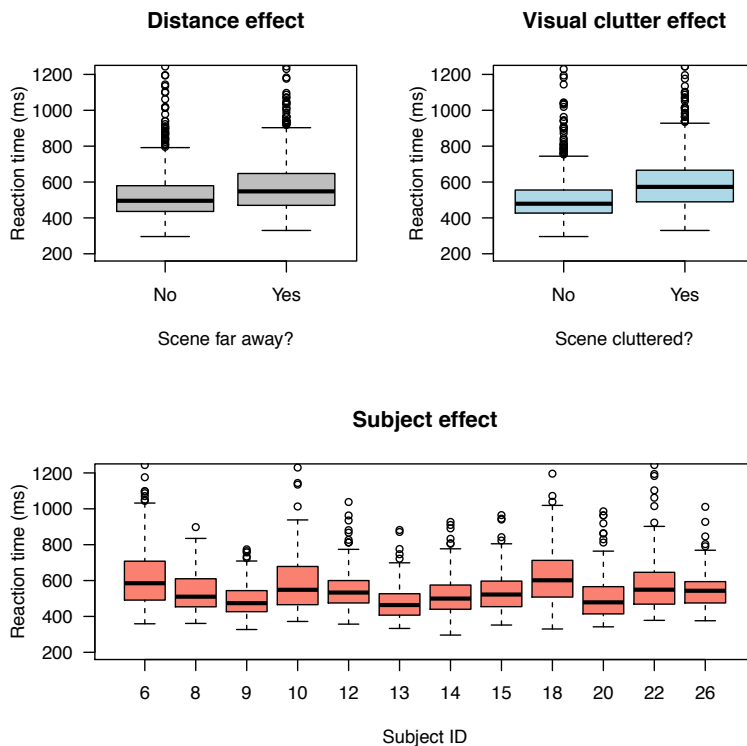 Distance effect
Visual clutter effect
Reaction time (ms)
1200
1000
800
600
400
200
No Yes
Scene far away?
Reaction time (ms)
1200
1000
800
600
400
200
No Yes
Scene cluttered?
Subject effect
Reaction time (ms)
1200
1000
800
600
400
200
6 8 9 10 12 13 14 15 18 20 22 26
Subject ID